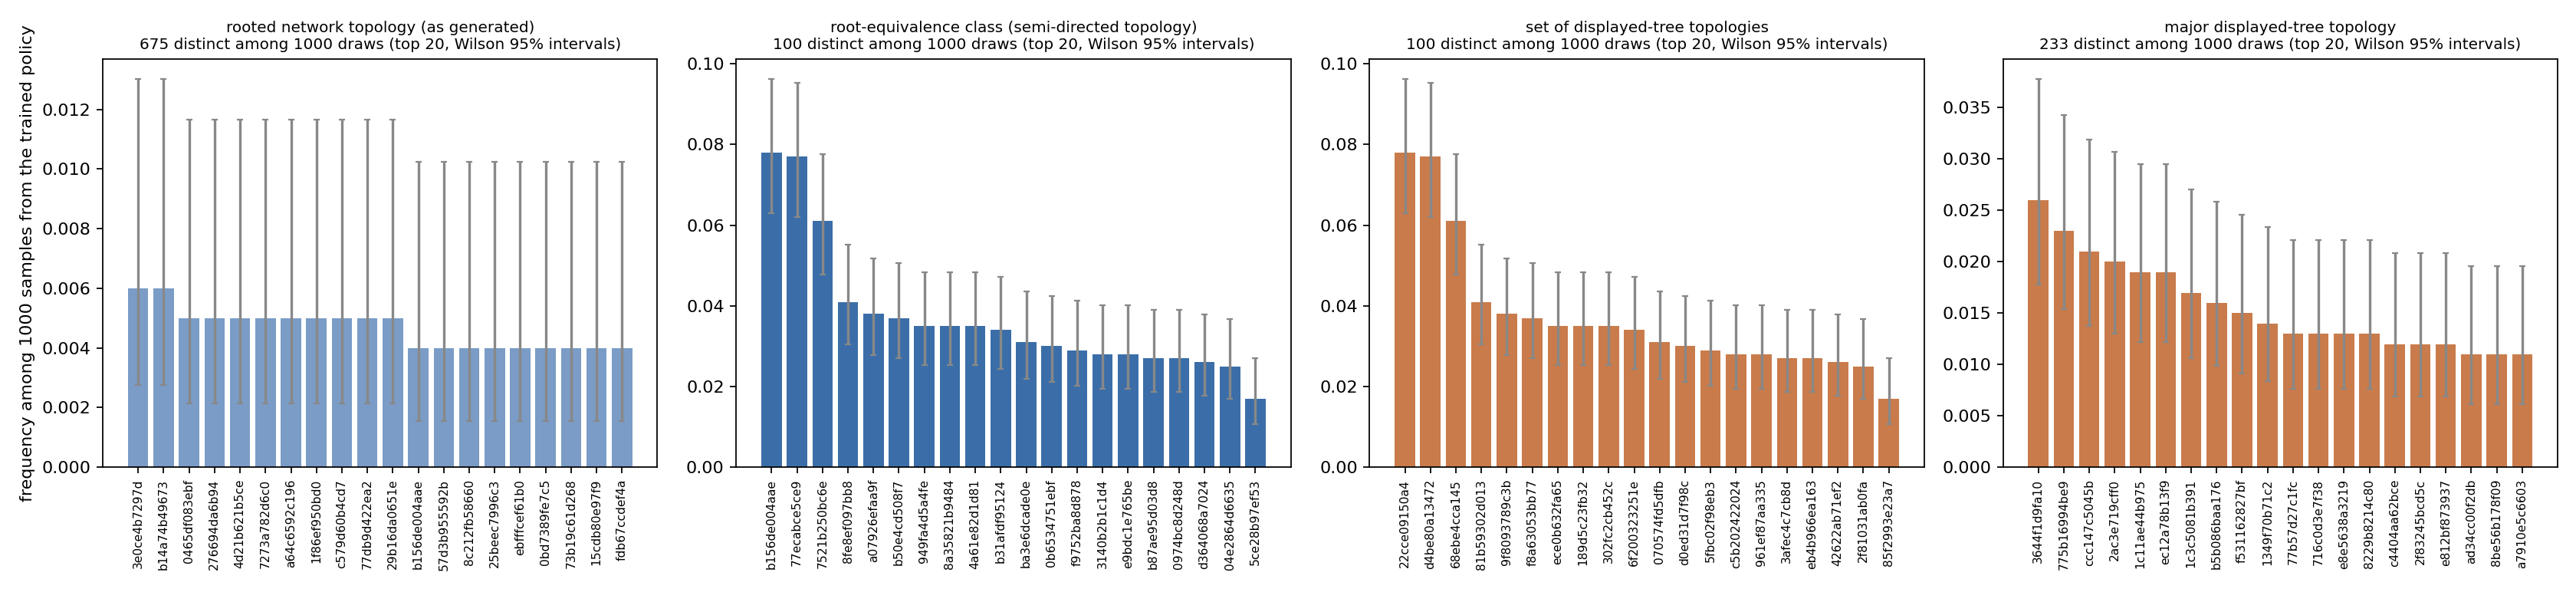 rooted network topology (as generated)
675 distinct among 1000 draws (top 20, Wilson 95% intervals)
frequency among 1000 samples from the trained policy
0.012
0.010
0.008
0.006
0.004
0.002
0.000
3e0ce4b7297d
b14a74b49673
0465df083ebf
276694da6b94
4d21b621b5ce
7273a782d6c0
a64c6592c196
1f86ef950bd0
c579d60b4cd7
77db9d422ea2
29b16da0651e
b156de004aae
57d3b955592b
8c212fb58660
25beec7996c3
ebfffcef61b0
0bd7389fe7c5
73b19c61d268
15cdb80e97f9
fdb67ccdef4a
root-equivalence class (semi-directed topology)
100 distinct among 1000 draws (top 20, Wilson 95% intervals)
0.10
0.08
0.06
0.04
0.02
0.00
b156de004aae
77ecabce5ce9
7521b250bc6e
8fe8ef097bb8
a07926efaa9f
b50e4cd508f7
949fa4d5a4fe
8a35821b9484
4a61e82d1d81
b31afdf95124
ba3e6dcade0e
0b6534751ebf
f9752ba8d878
3140b2b1c1d4
e9bdc1e765be
b87ae95d03d8
0974bc8d248d
d364068a7024
04e2864d6635
5ce28b97ef53
set of displayed-tree topologies
100 distinct among 1000 draws (top 20, Wilson 95% intervals)
0.10
0.08
0.06
0.04
0.02
0.00
22cce09150a4
d4be80a13472
68ebe4cca145
81b59302d013
9f8093789c3b
f8a63053bb77
ece0b632fa65
189d5c23fb32
302fc2cb452c
6f200323251e
070574fd5dfb
d0ed31d7f98c
5fbc02f98eb3
c5b202422024
961ef87aa335
3afec4c7cb8d
eb4b966ea163
42622ab71ef2
2f81031ab0fa
85f2993e23a7
major displayed-tree topology
233 distinct among 1000 draws (top 20, Wilson 95% intervals)
0.035
0.030
0.025
0.020
0.015
0.010
0.005
0.000
3644f1d9fa10
775b16994be9
ccc147c5045b
2ac3e719cff0
1c11ae44b975
ec12a78b13f9
1c3c5081b391
b5b086baa176
f5311628827bf
1349f70b71c2
77b57d27c1fc
716c0d3e7f38
e8e5638a3219
8229b8214c80
c4404aa62bce
2f83245bcd5c
e812bf873937
ad34cc00f2db
8be56b178f09
a7910e5c6603